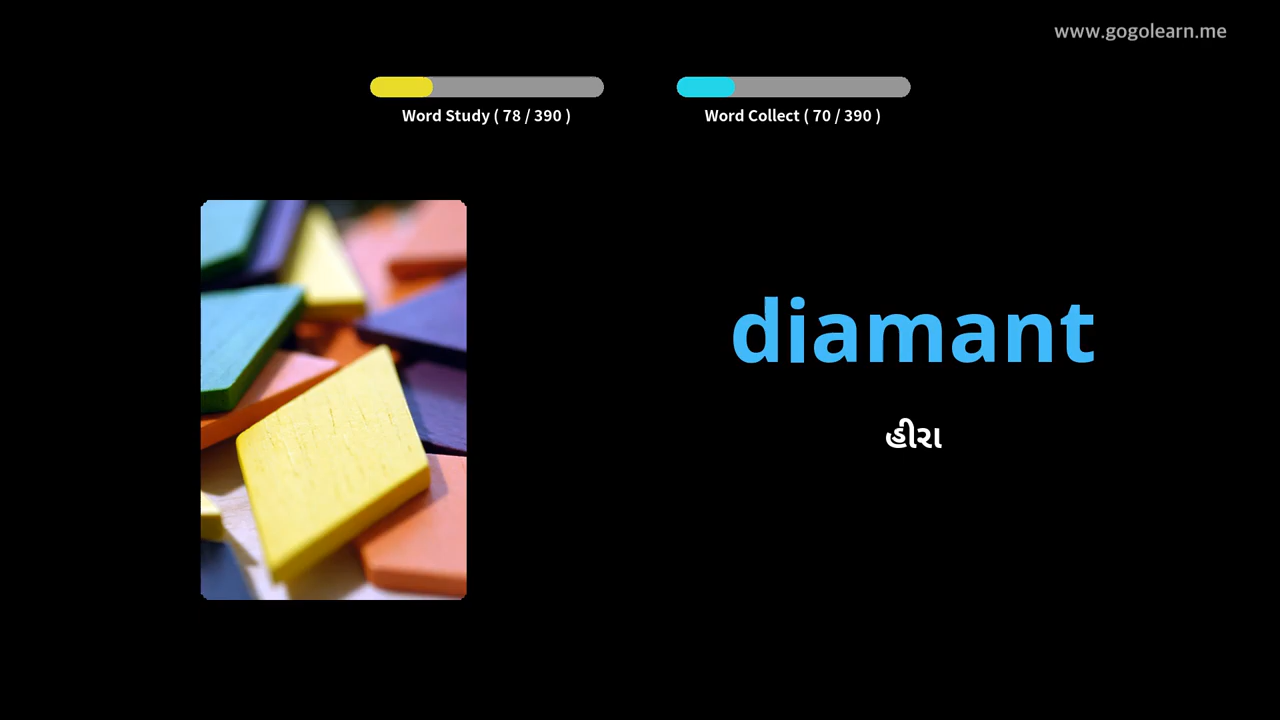 www.gogolearn.me
Word Study ( 78 / 390 )
Word Collect ( 70 / 390 )
diamant
હીરા